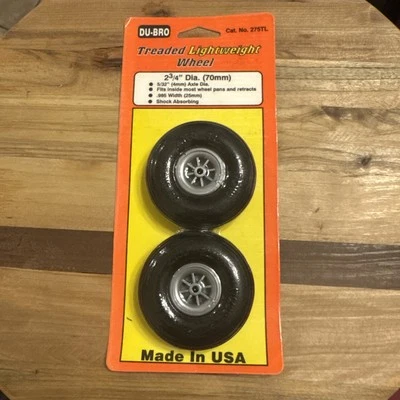 DU-BRO
Cat. No. 275TL
Treaded Lightweight
Wheel
2 3/4" Dia. (70mm)
• 5/32" (4mm) Axle Dia.
• Fits inside most wheel pans and retracts
• .995 Width (25mm)
• Shock Absorbing
Made In USA